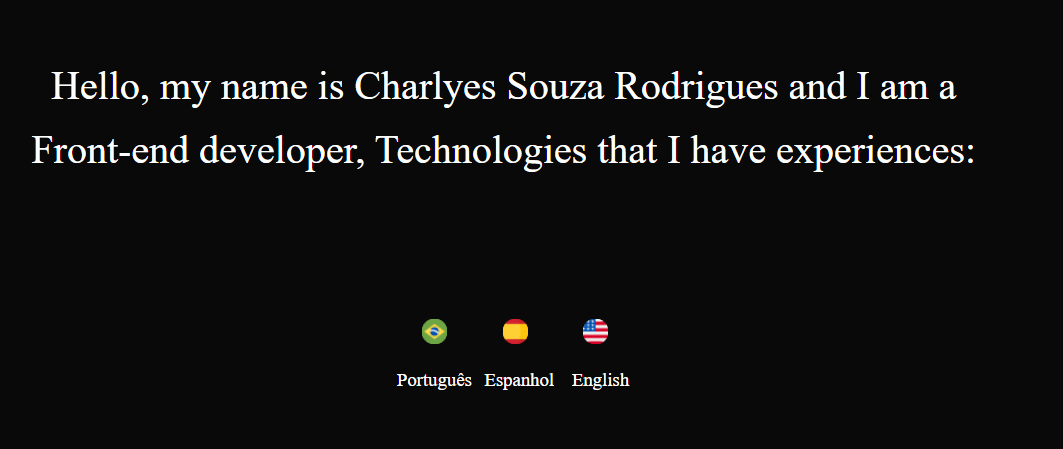 Hello, my name is Charlyes Souza Rodrigues and I am a
Front-end developer, Technologies that I have experiences:
Português Espanhol English